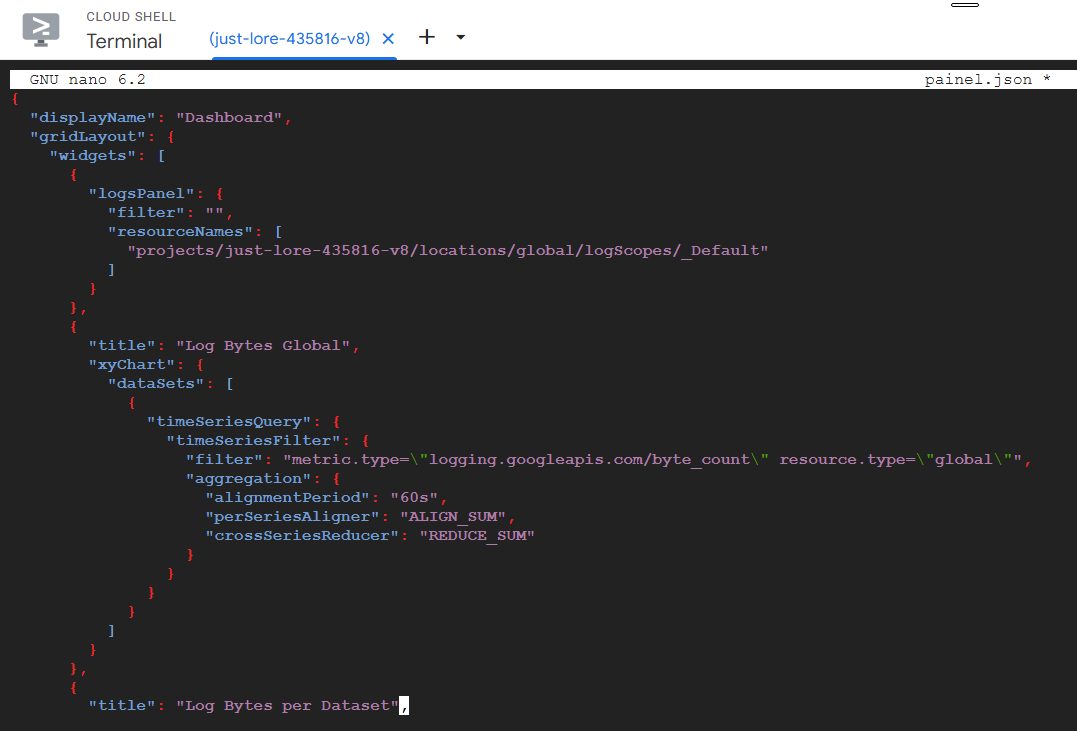 CLOUD SHELL
Terminal
(just-lore-435816-v8)
GNU nano 6.2 painel.json *
{
  "displayName": "Dashboard",
  "gridLayout": {
    "widgets": [
      {
        "logsPanel": {
          "filter": "",
          "resourceNames": [
            "projects/just-lore-435816-v8/locations/global/logScopes/_Default"
          ]
        }
      },
      {
        "title": "Log Bytes Global",
        "xyChart": {
          "dataSets": [
            {
              "timeSeriesQuery": {
                "timeSeriesFilter": {
                  "filter": "metric.type=\"logging.googleapis.com/byte_count\" resource.type=\"global\"",
                  "aggregation": {
                    "alignmentPeriod": "60s",
                    "perSeriesAligner": "ALIGN_SUM",
                    "crossSeriesReducer": "REDUCE_SUM"
                  }
                }
              }
            }
          ]
        }
      },
      {
        "title": "Log Bytes per Dataset",